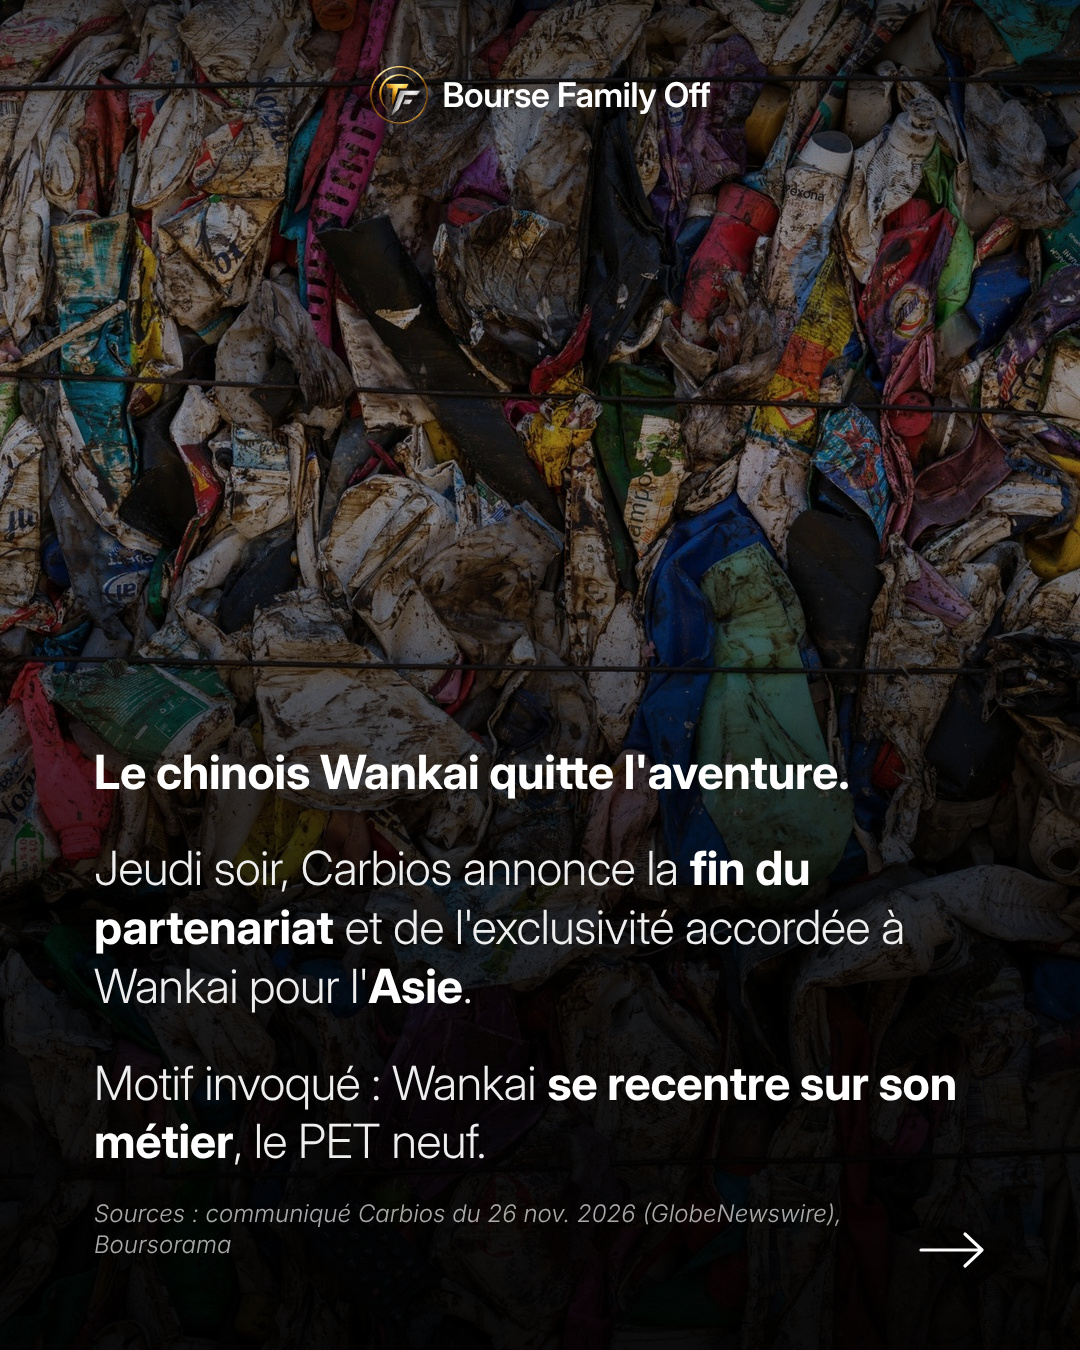 Bourse Family Off
rexona
Le chinois Wankai quitte l'aventure.
Jeudi soir, Carbios annonce la fin du
partenariat et de l'exclusivité accordée à
Wankai pour l'Asie.
Motif invoqué : Wankai se recentre sur son
métier, le PET neuf.
Sources : communiqué Carbios du 26 nov. 2026 (GlobeNewswire),
Boursorama